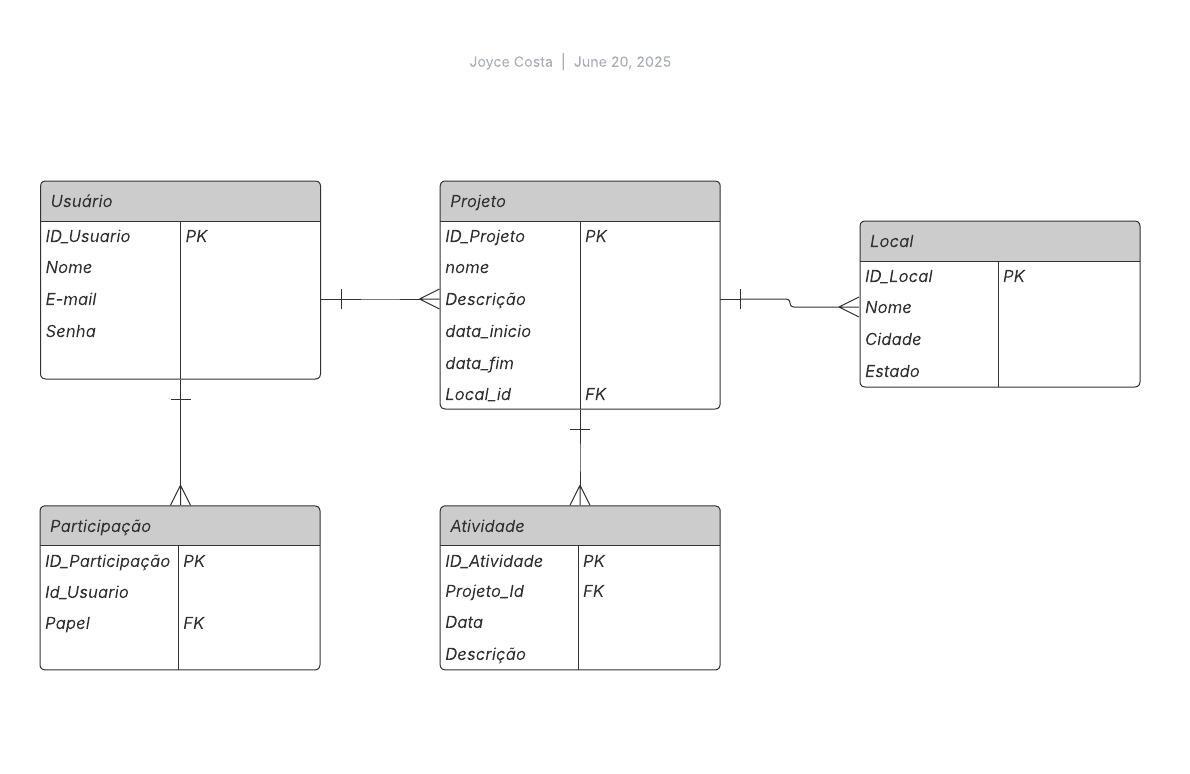 Joyce Costa | June 20, 2025
Usuário
ID_Usuario PK
Nome
E-mail
Senha
Projeto
ID_Projeto PK
nome
Descrição
data_inicio
data_fim
Local_id FK
Local
ID_Local PK
Nome
Cidade
Estado
Participação
ID_Participação PK
Id_Usuario
Papel FK
Atividade
ID_Atividade PK
Projeto_Id FK
Data
Descrição